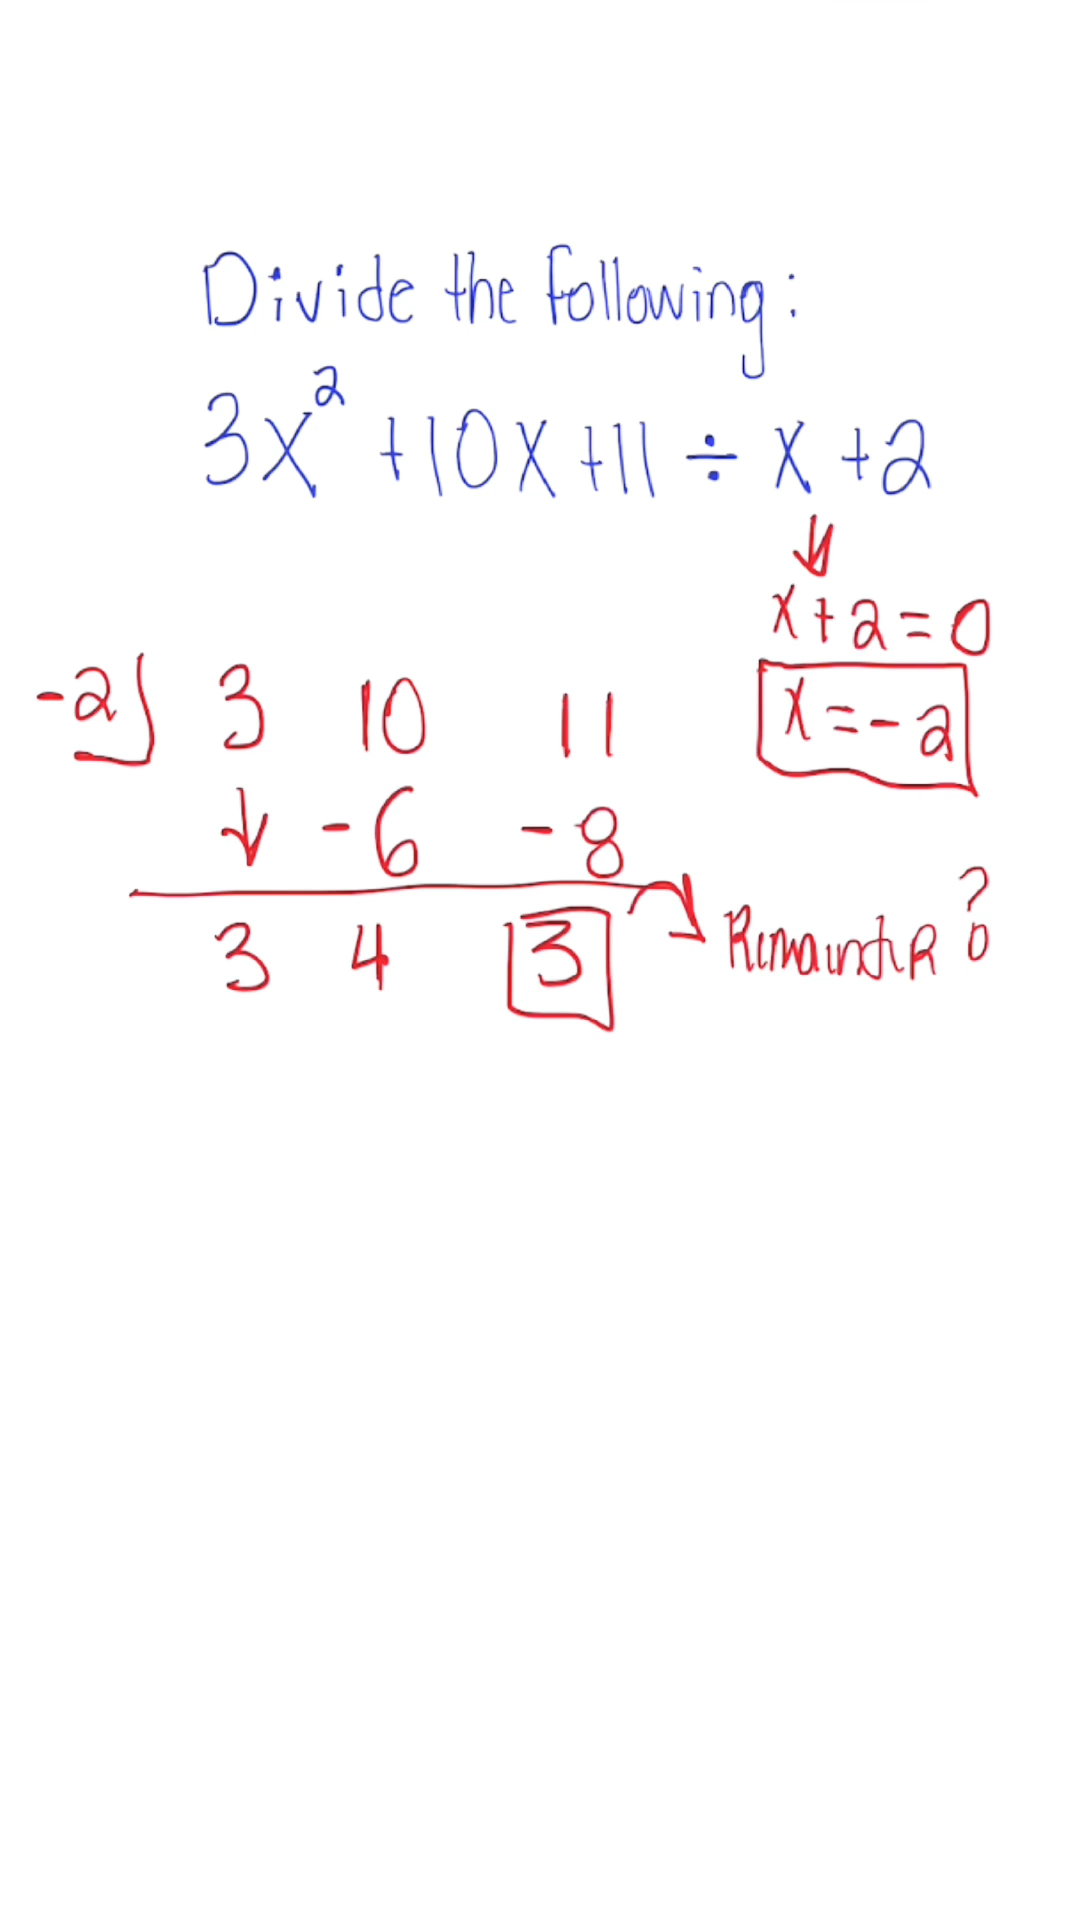 Divide the following:
3x² +10x+11 ÷ x +2
x+2=0
x=-2
-2 3 10 11
-6 -8
3 4 3 Remainder ?